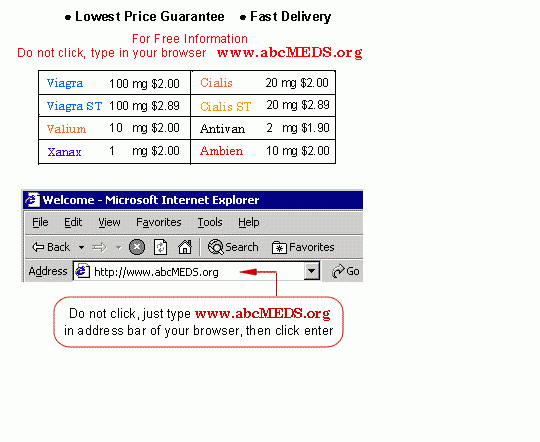 ● Lowest Price Guarantee ● Fast Delivery
For Free Information
Do not click, type in your browser www.abcMEDS.org
Viagra 100 mg $2.00 Cialis 20 mg $2.00
Viagra ST 100 mg $2.89 Cialis ST 20 mg $2.89
Valium 10 mg $2.00 Antivan 2 mg $1.90
Xanax 1 mg $2.00 Ambien 10 mg $2.00
Welcome - Microsoft Internet Explorer
File Edit View Favorites Tools Help
Back Search Favorites
Address http://www.abcMEDS.org Go
Do not click, just type www.abcMEDS.org
in address bar of your browser, then click enter